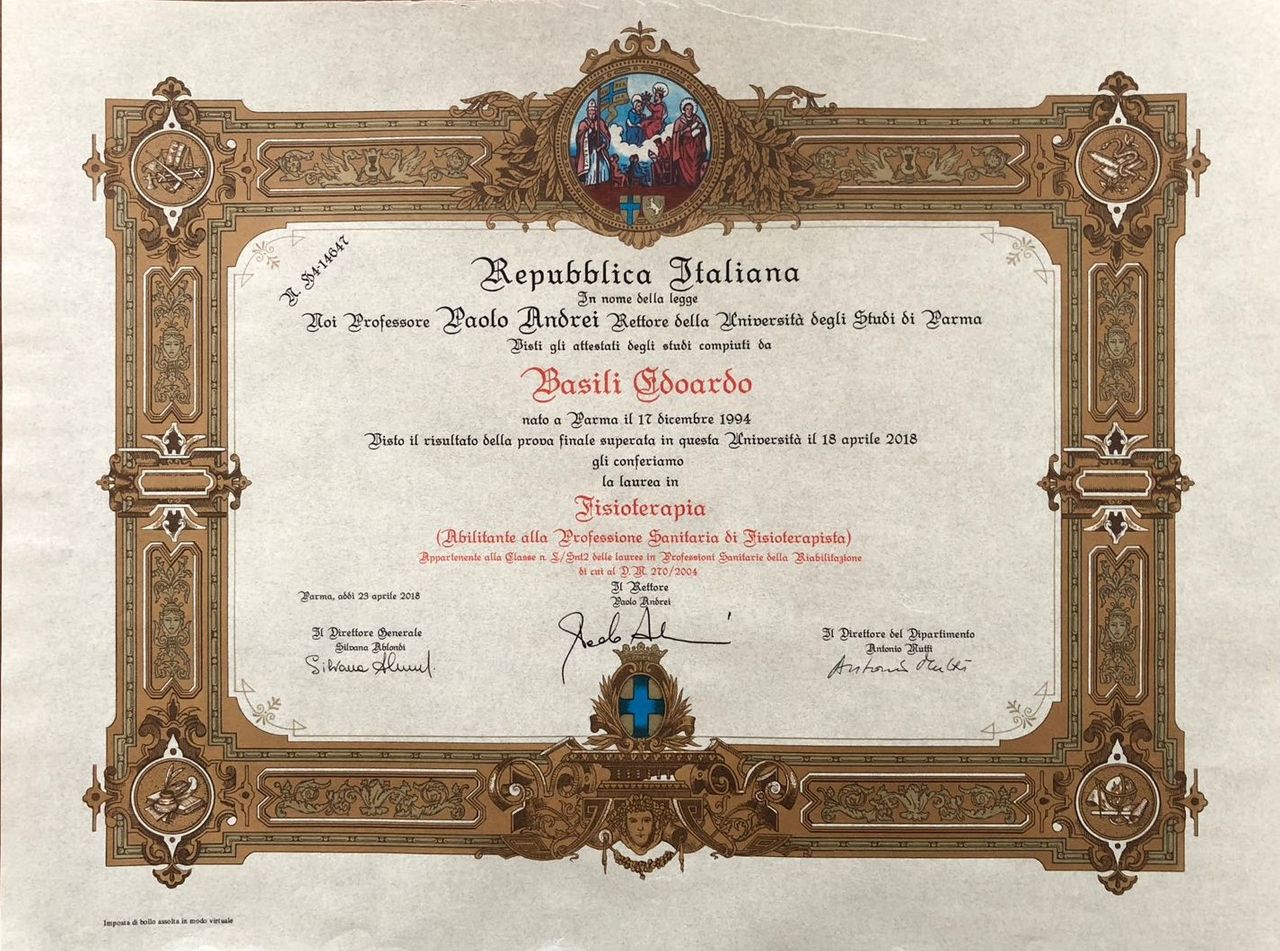 N. S4-14647
Repubblica Italiana
In nome della legge
Noi Professore Paolo Andrei Rettore della Università degli Studi di Parma
Visti gli attestati degli studi compiuti da
Basili Edoardo
nato a Parma il 17 dicembre 1994
Visto il risultato della prova finale superata in questa Università il 18 aprile 2018
gli conferiamo
la laurea in
Fisioterapia
(Abilitante alla Professione Sanitaria di Fisioterapista)
Appartenente alla Classe n. L/Snt2 delle lauree in Professioni Sanitarie della Riabilitazione
di cui al D.M. 270/2004
Il Rettore
Paolo Andrei
Parma, addì 23 aprile 2018
Il Direttore Generale
Silvana Ablondi
Il Direttore del Dipartimento
Antonio Mutti
Imposta di bollo assolta in modo virtuale